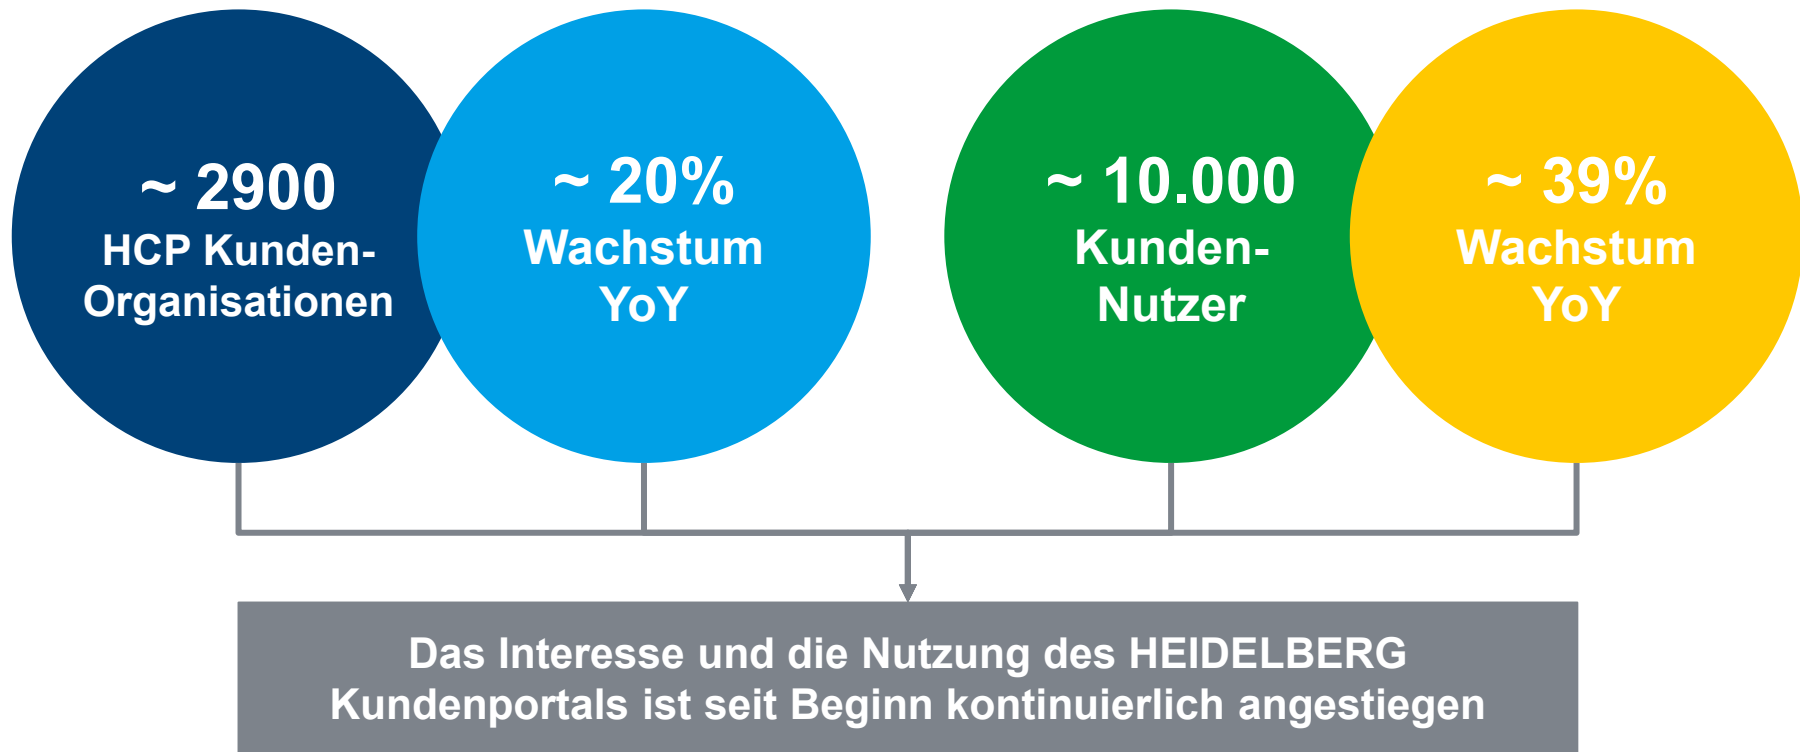 ~ 2900
HCP Kunden-
Organisationen
~ 20%
Wachstum
YoY
~ 10.000
Kunden-
Nutzer
~ 39%
Wachstum
YoY
Das Interesse und die Nutzung des HEIDELBERG
Kundenportals ist seit Beginn kontinuierlich angestiegen